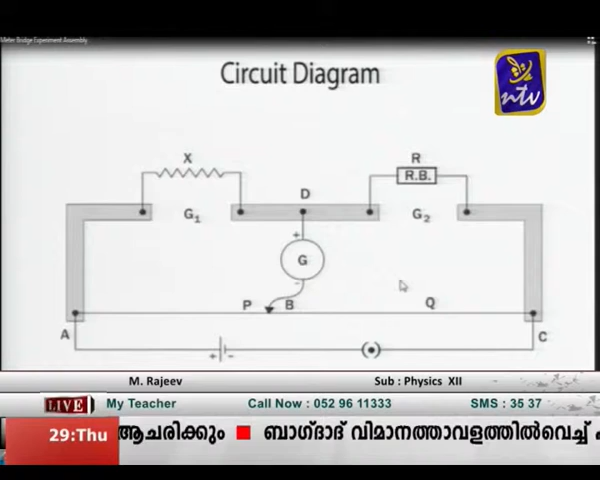 Meter Bridge Experiment Assembly
Circuit Diagram
ntv
X
R
R.B.
D
G₁
G₂
+
G
-
P
B
Q
A
C
+
-
M. Rajeev
Sub : Physics XII
LIVE
My Teacher
Call Now : 052 96 11333
SMS : 35 37
29:Thu
ആചരിക്കും ■ ബാഗ്ദാദ് വിമാനത്താവളത്തിൽവെച്ച്